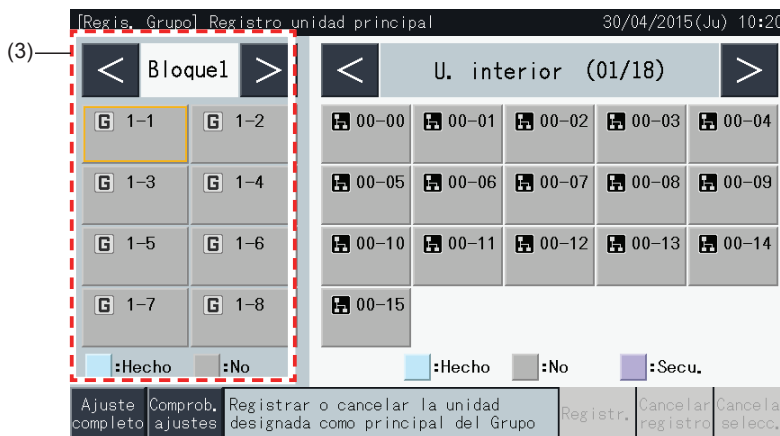 [Regis. Grupo] Registro unidad principal 30/04/2015(Ju) 10:20
(3)
< Bloque1 > < U. interior (01/18) >
G 1-1 G 1-2 00-00 00-01 00-02 00-03 00-04
G 1-3 G 1-4 00-05 00-06 00-07 00-08 00-09
G 1-5 G 1-6 00-10 00-11 00-12 00-13 00-14
G 1-7 G 1-8 00-15
:Hecho :No :Hecho :No :Secu.
Ajuste completo
Comprob. ajustes
Registrar o cancelar la unidad
designada como principal del Grupo
Registr.
Cancelar registro
Cancela selecc.